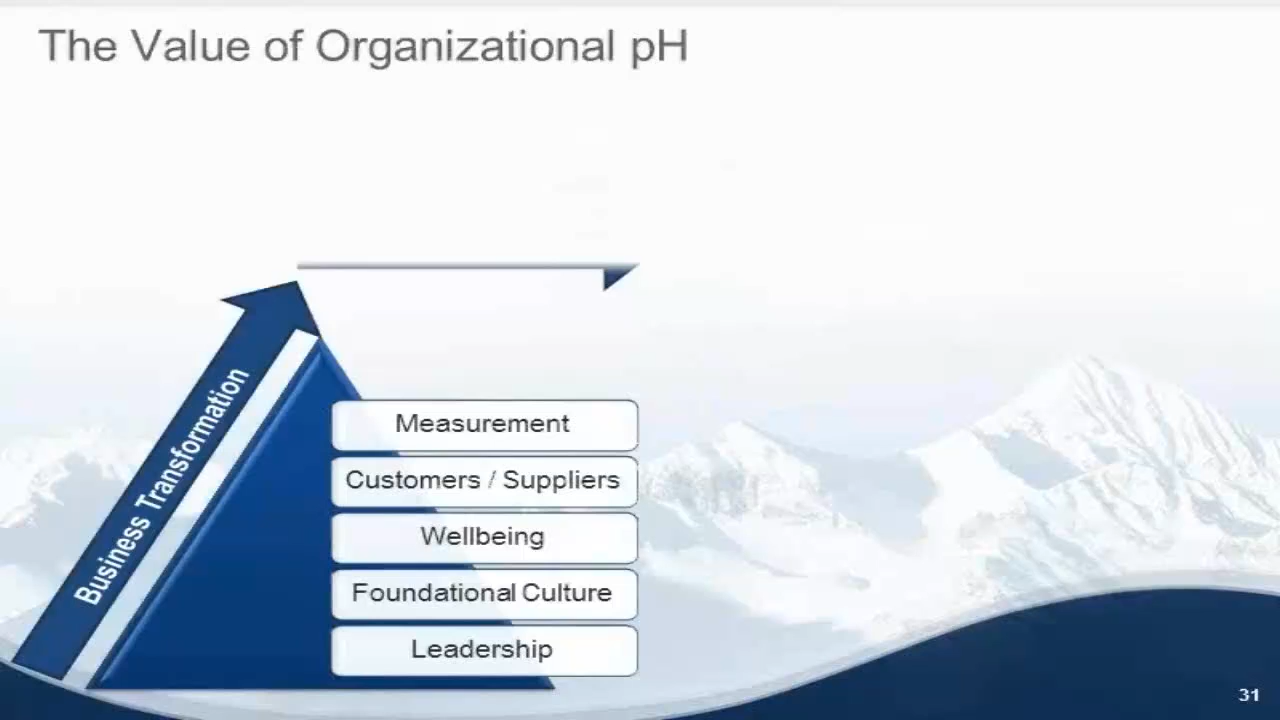 The Value of Organizational pH
Business Transformation
Measurement
Customers / Suppliers
Wellbeing
Foundational Culture
Leadership
31